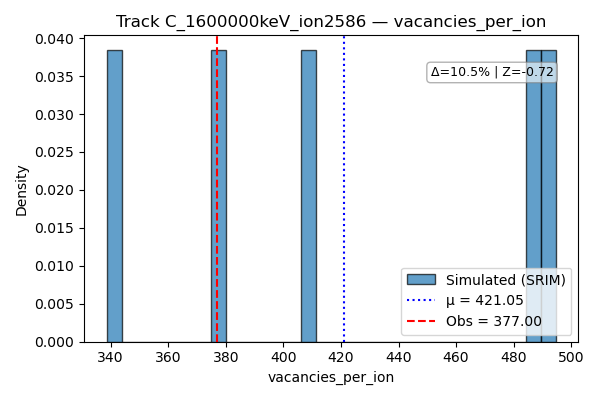 Track C_1600000keV_ion2586 — vacancies_per_ion
Density
0.040
0.035
0.030
0.025
0.020
0.015
0.010
0.005
0.000
Δ=10.5% | Z=-0.72
Simulated (SRIM)
μ = 421.05
Obs = 377.00
340 360 380 400 420 440 460 480 500
vacancies_per_ion